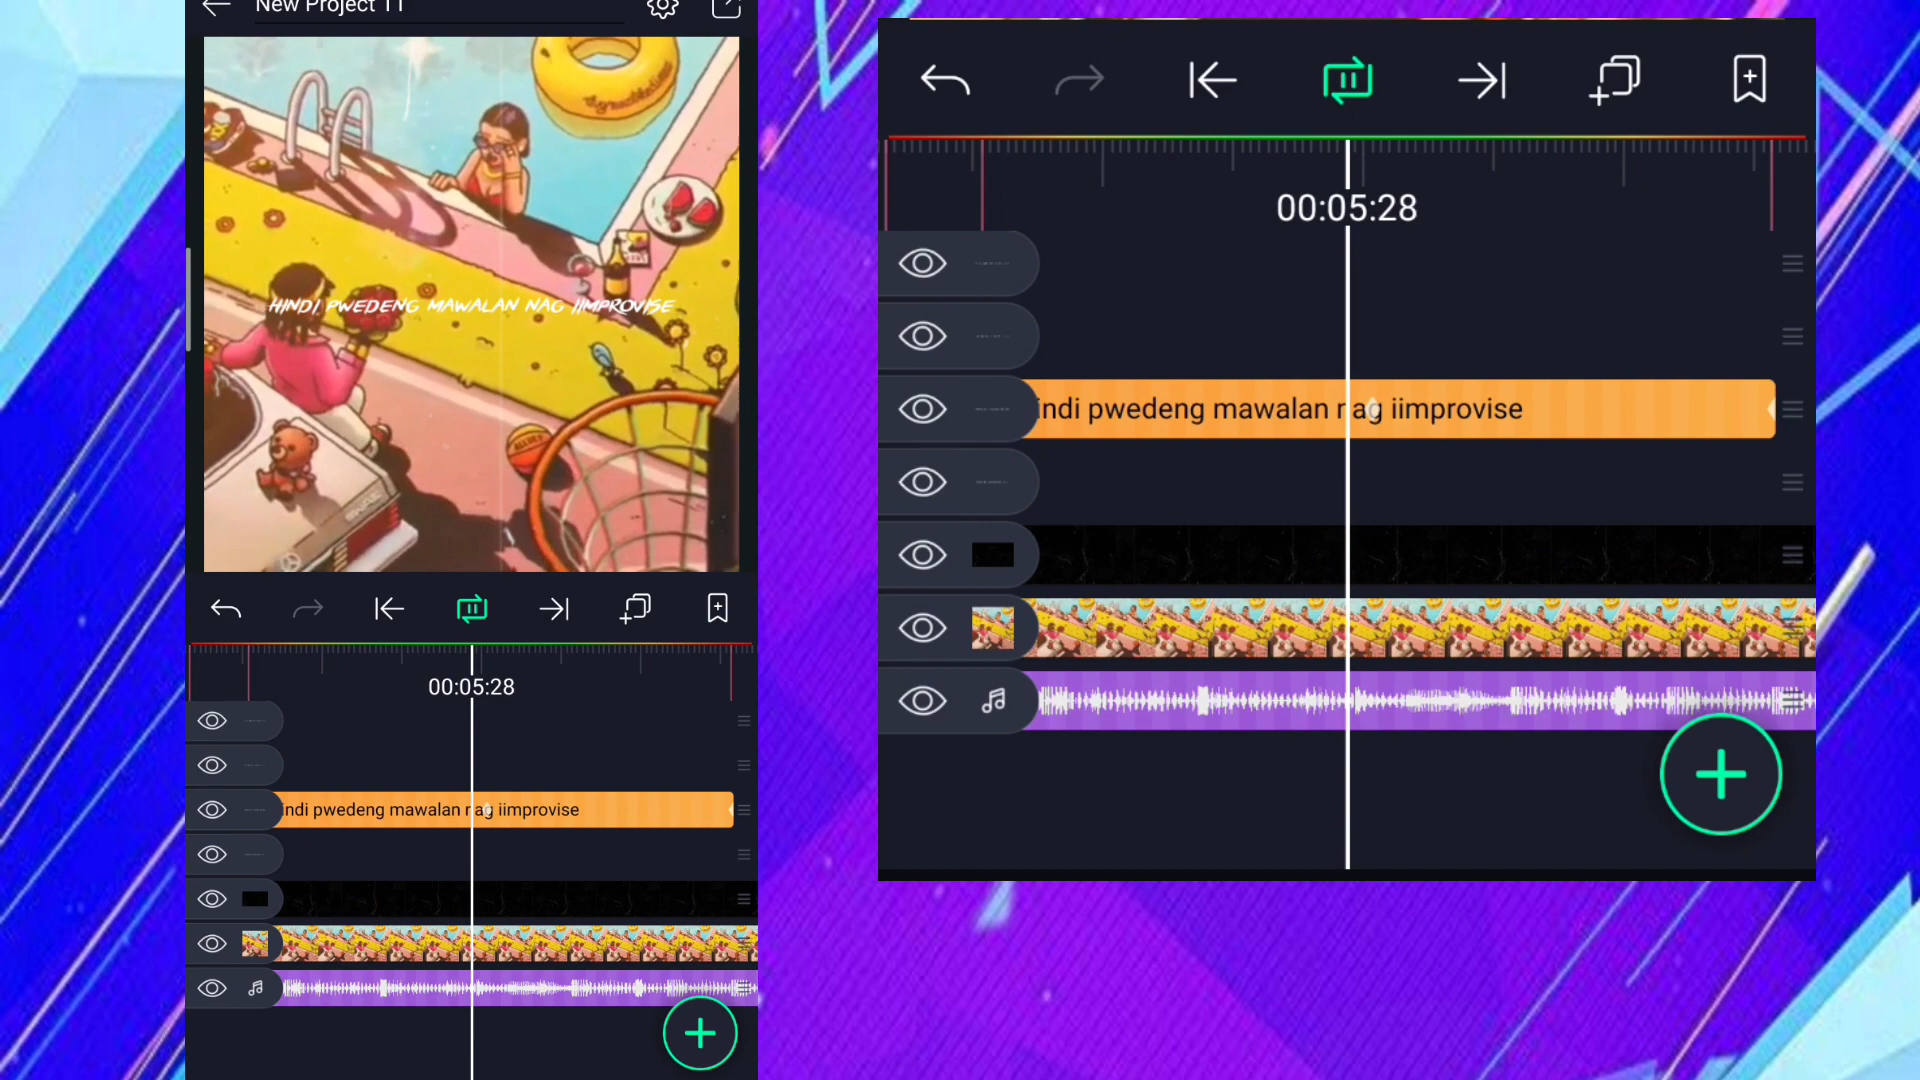 New Project 11
HINDI PWEDENG MAWALAN NAG IIMPROVISE
00:05:28
indi pwedeng mawalan nag iimprovise
00:05:28
indi pwedeng mawalan nag iimprovise